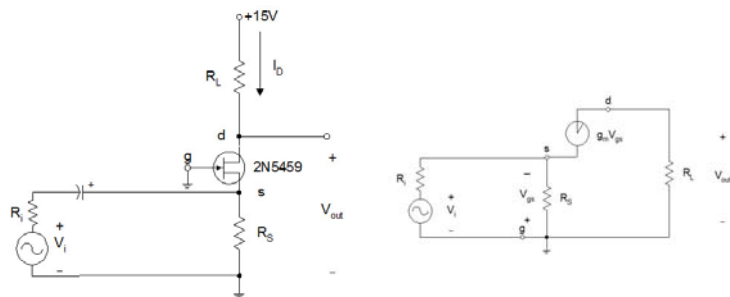 +15V
R_L
I_D
d
g
2N5459
+
s
+
R_i
+
V_i
−
R_S
V_out
−
d
g_mV_gs
s
+
R_i
+
V_i
−
−
V_gs
+
R_S
R_L
V_out
g
−